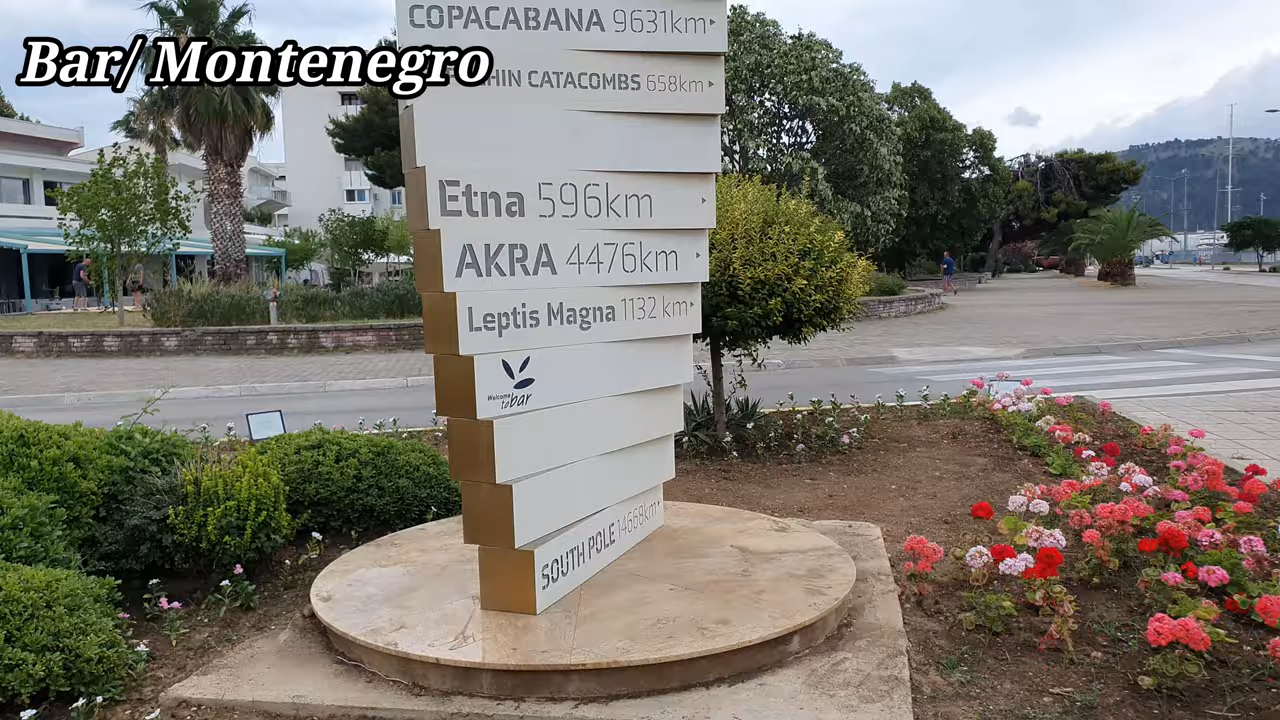 COPACABANA 9631km
Bar/ Montenegro
CATACOMBS 658km
Etna 596km
AKRA 4476km
Leptis Magna 1132 km
Welcome
to bar
SOUTH POLE 14668km